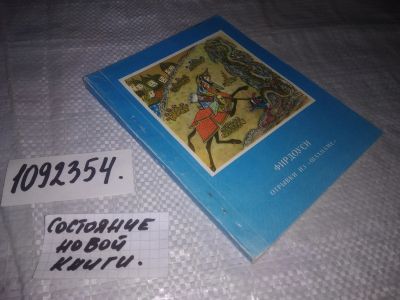 ФИРДОУСИ
ОТРЫВКИ ИЗ «ШАХНАМЕ»
1092354.
СОСТОЯНИЕ
НОВОЙ
КНИГИ.